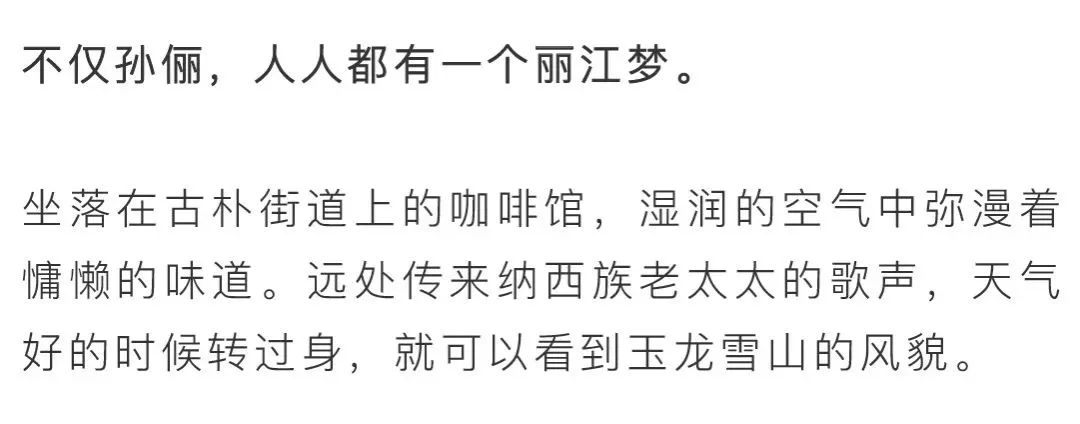 不仅孙俪，人人都有一个丽江梦。
坐落在古朴街道上的咖啡馆，湿润的空气中弥漫着
慵懒的味道。远处传来纳西族老太太的歌声，天气
好的时候转过身，就可以看到玉龙雪山的风貌。